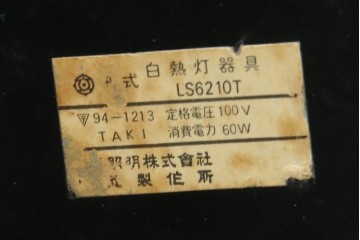 式 白熱灯器具
LS6210T
94-1213 定格電圧 100V
TAKI 消費電力 60W
照明株式會社
製作所